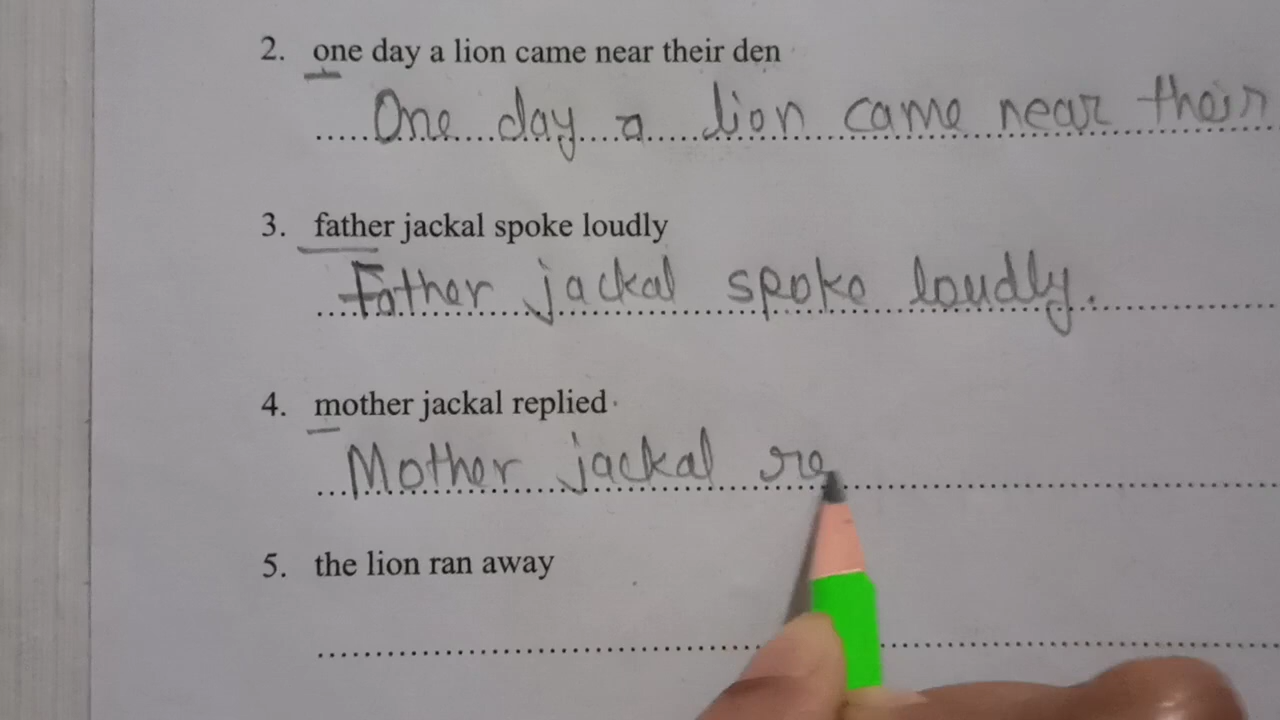 2. one day a lion came near their den
One day a lion came near their
3. father jackal spoke loudly
Father jackal spoke loudly.
4. mother jackal replied
Mother jackal re
5. the lion ran away